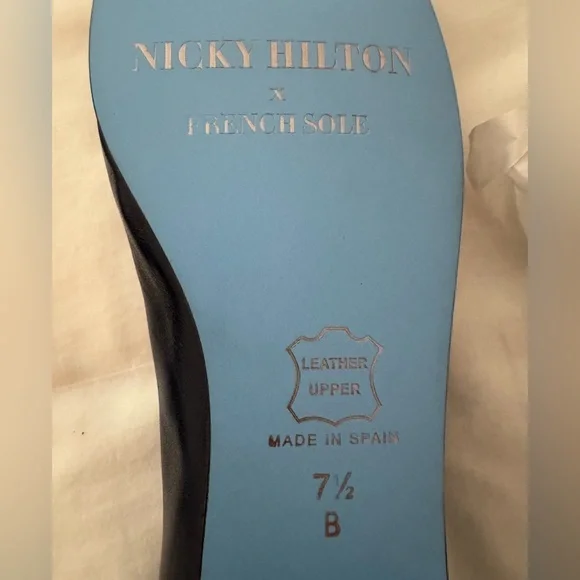 NICKY HILTON
x
FRENCH SOLE
LEATHER
UPPER
MADE IN SPAIN
7½
B